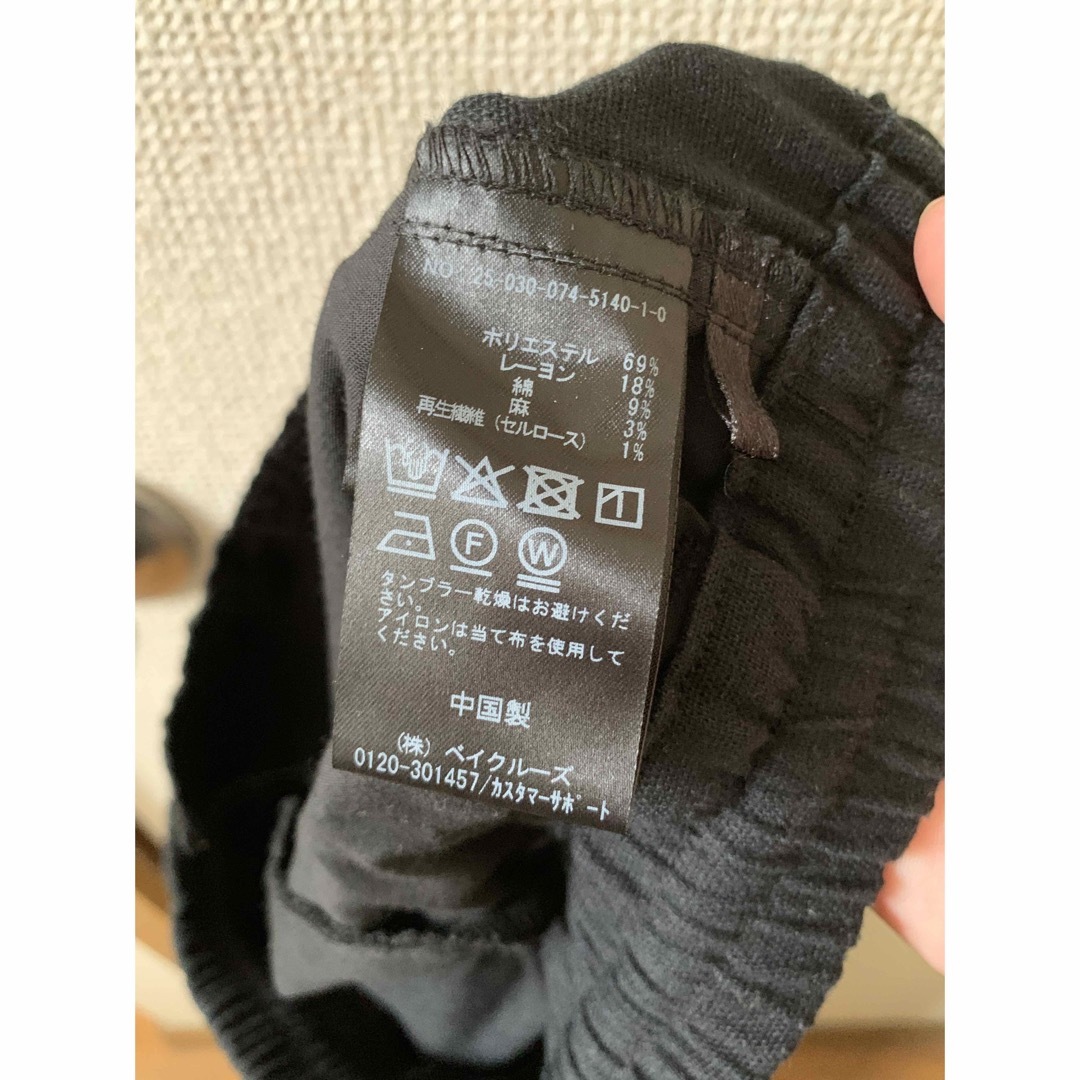 NO.25-030-074-5140-1-0
ポリエステル 69%
レーヨン 18%
綿 9%
麻 3%
再生繊維(セルロース) 1%
F W
タンブラー乾燥はお避けくだ
さい。
アイロンは当て布を使用して
ください。
中国製
(株) ベイクルーズ
0120-301457/カスタマーサポート